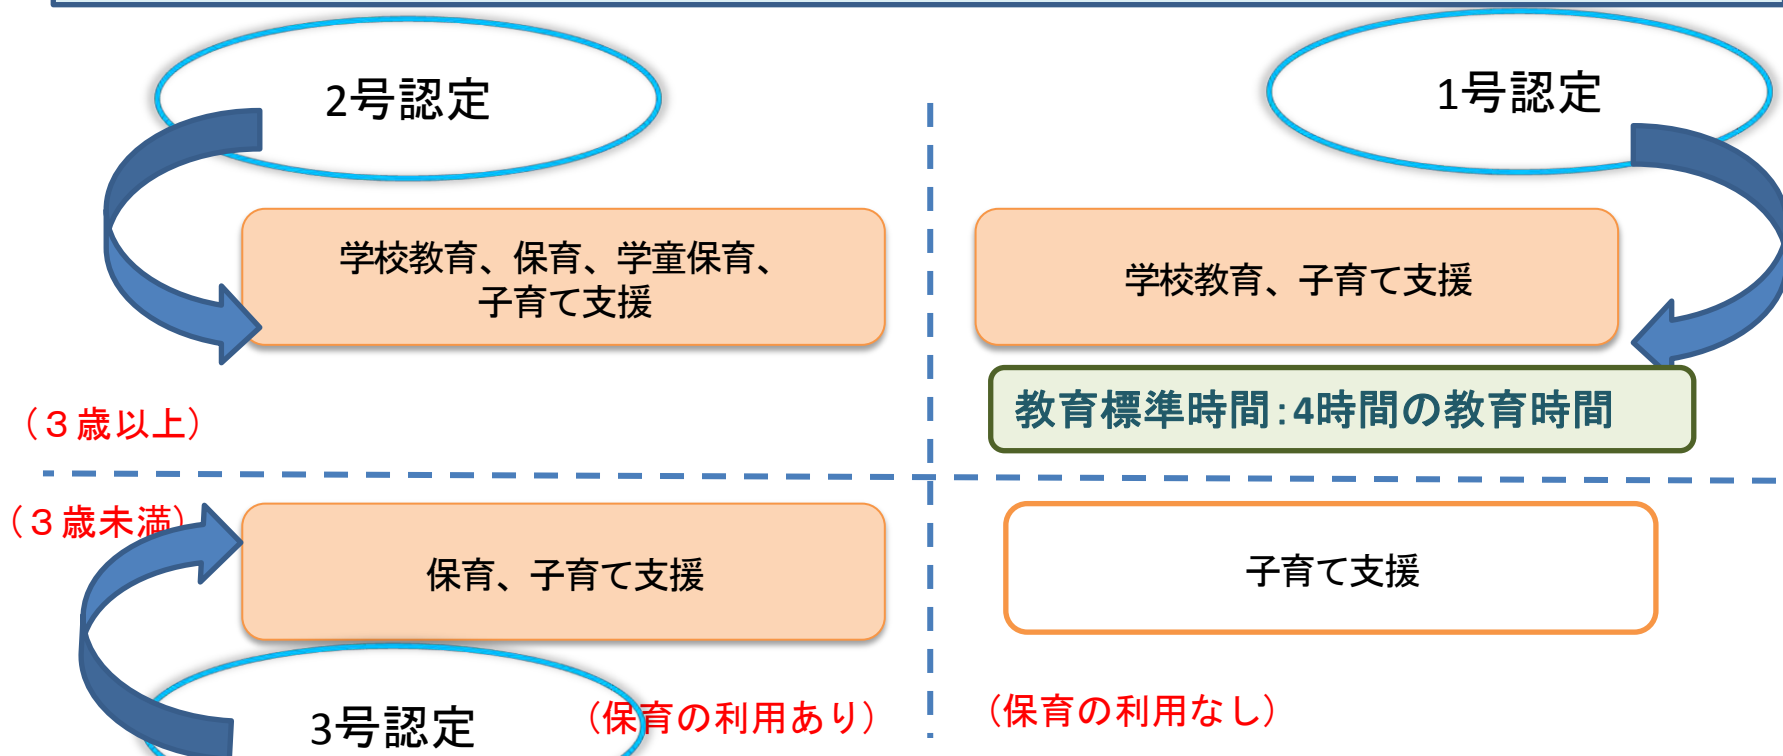 2号認定
1号認定
学校教育、保育、学童保育、
子育て支援
学校教育、子育て支援
教育標準時間:4時間の教育時間
（３歳以上）
（３歳未満）
保育、子育て支援
子育て支援
3号認定
（保育の利用あり）
（保育の利用なし）